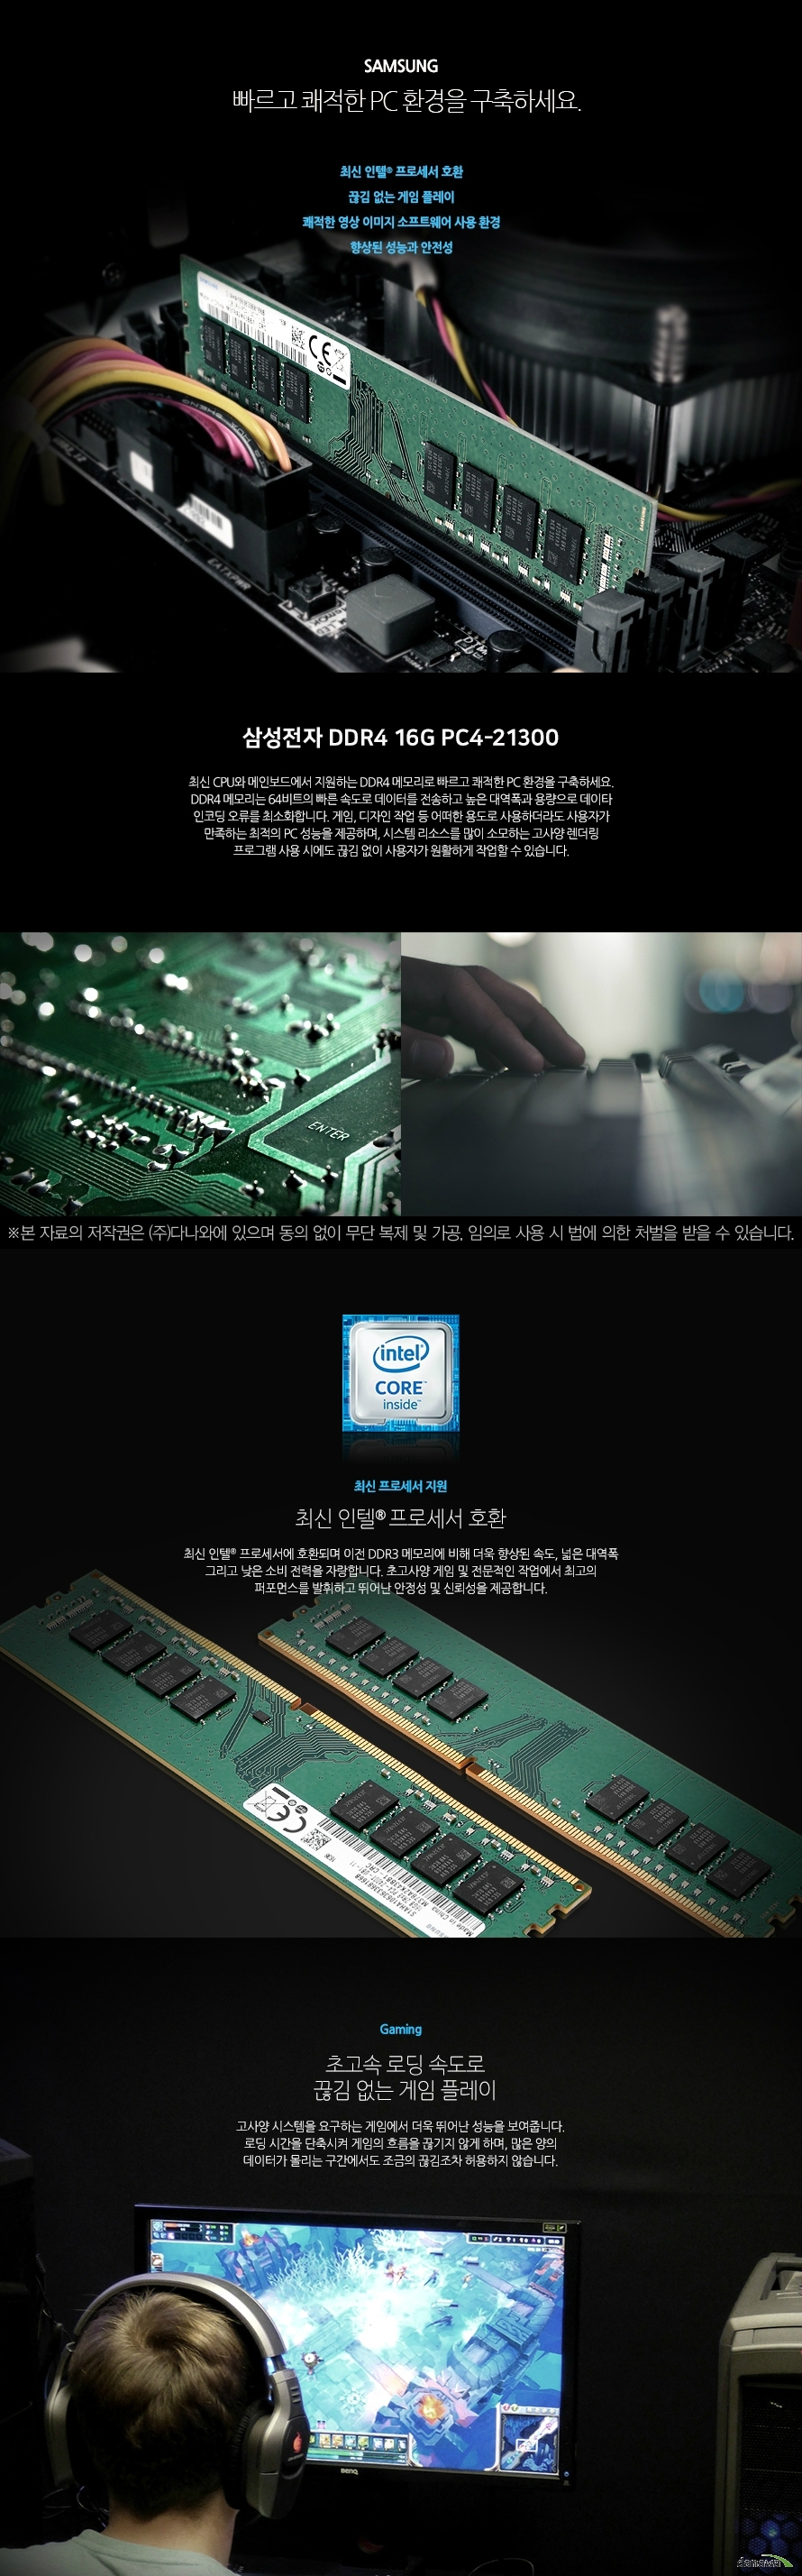 SAMSUNG
빠르고 쾌적한 PC 환경을 구축하세요.
최신 인텔® 프로세서 호환
끊김 없는 게임 플레이
쾌적한 영상 이미지 소프트웨어 사용 환경
향상된 성능과 안전성
CE
EATXPWR
삼성전자 DDR4 16G PC4-21300
최신 CPU와 메인보드에서 지원하는 DDR4 메모리로 빠르고 쾌적한 PC 환경을 구축하세요.
DDR4 메모리는 64비트의 빠른 속도로 데이터를 전송하고 높은 대역폭과 용량으로 데이타
인코딩 오류를 최소화합니다. 게임, 디자인 작업 등 어떠한 용도로 사용하더라도 사용자가
만족하는 최적의 PC 성능을 제공하며, 시스템 리소스를 많이 소모하는 고사양 렌더링
프로그램 사용 시에도 끊김 없이 사용자가 원활하게 작업할 수 있습니다.
ENTER
※본 자료의 저작권은 (주)다나와에 있으며 동의 없이 무단 복제 및 가공, 임의로 사용 시 법에 의한 처벌을 받을 수 있습니다.
intel
CORE™
inside™
최신 프로세서 지원
최신 인텔® 프로세서 호환
최신 인텔® 프로세서에 호환되며 이전 DDR3 메모리에 비해 더욱 향상된 속도, 넓은 대역폭
그리고 낮은 소비 전력을 자랑합니다. 초고사양 게임 및 전문적인 작업에서 최고의
퍼포먼스를 발휘하고 뛰어난 안정성 및 신뢰성을 제공합니다.
CE
Made in China
Gaming
초고속 로딩 속도로
끊김 없는 게임 플레이
고사양 시스템을 요구하는 게임에서 더욱 뛰어난 성능을 보여줍니다.
로딩 시간을 단축시켜 게임의 흐름을 끊기지 않게 하며, 많은 양의
데이터가 몰리는 구간에서도 조금의 끊김조차 허용하지 않습니다.
BenQ